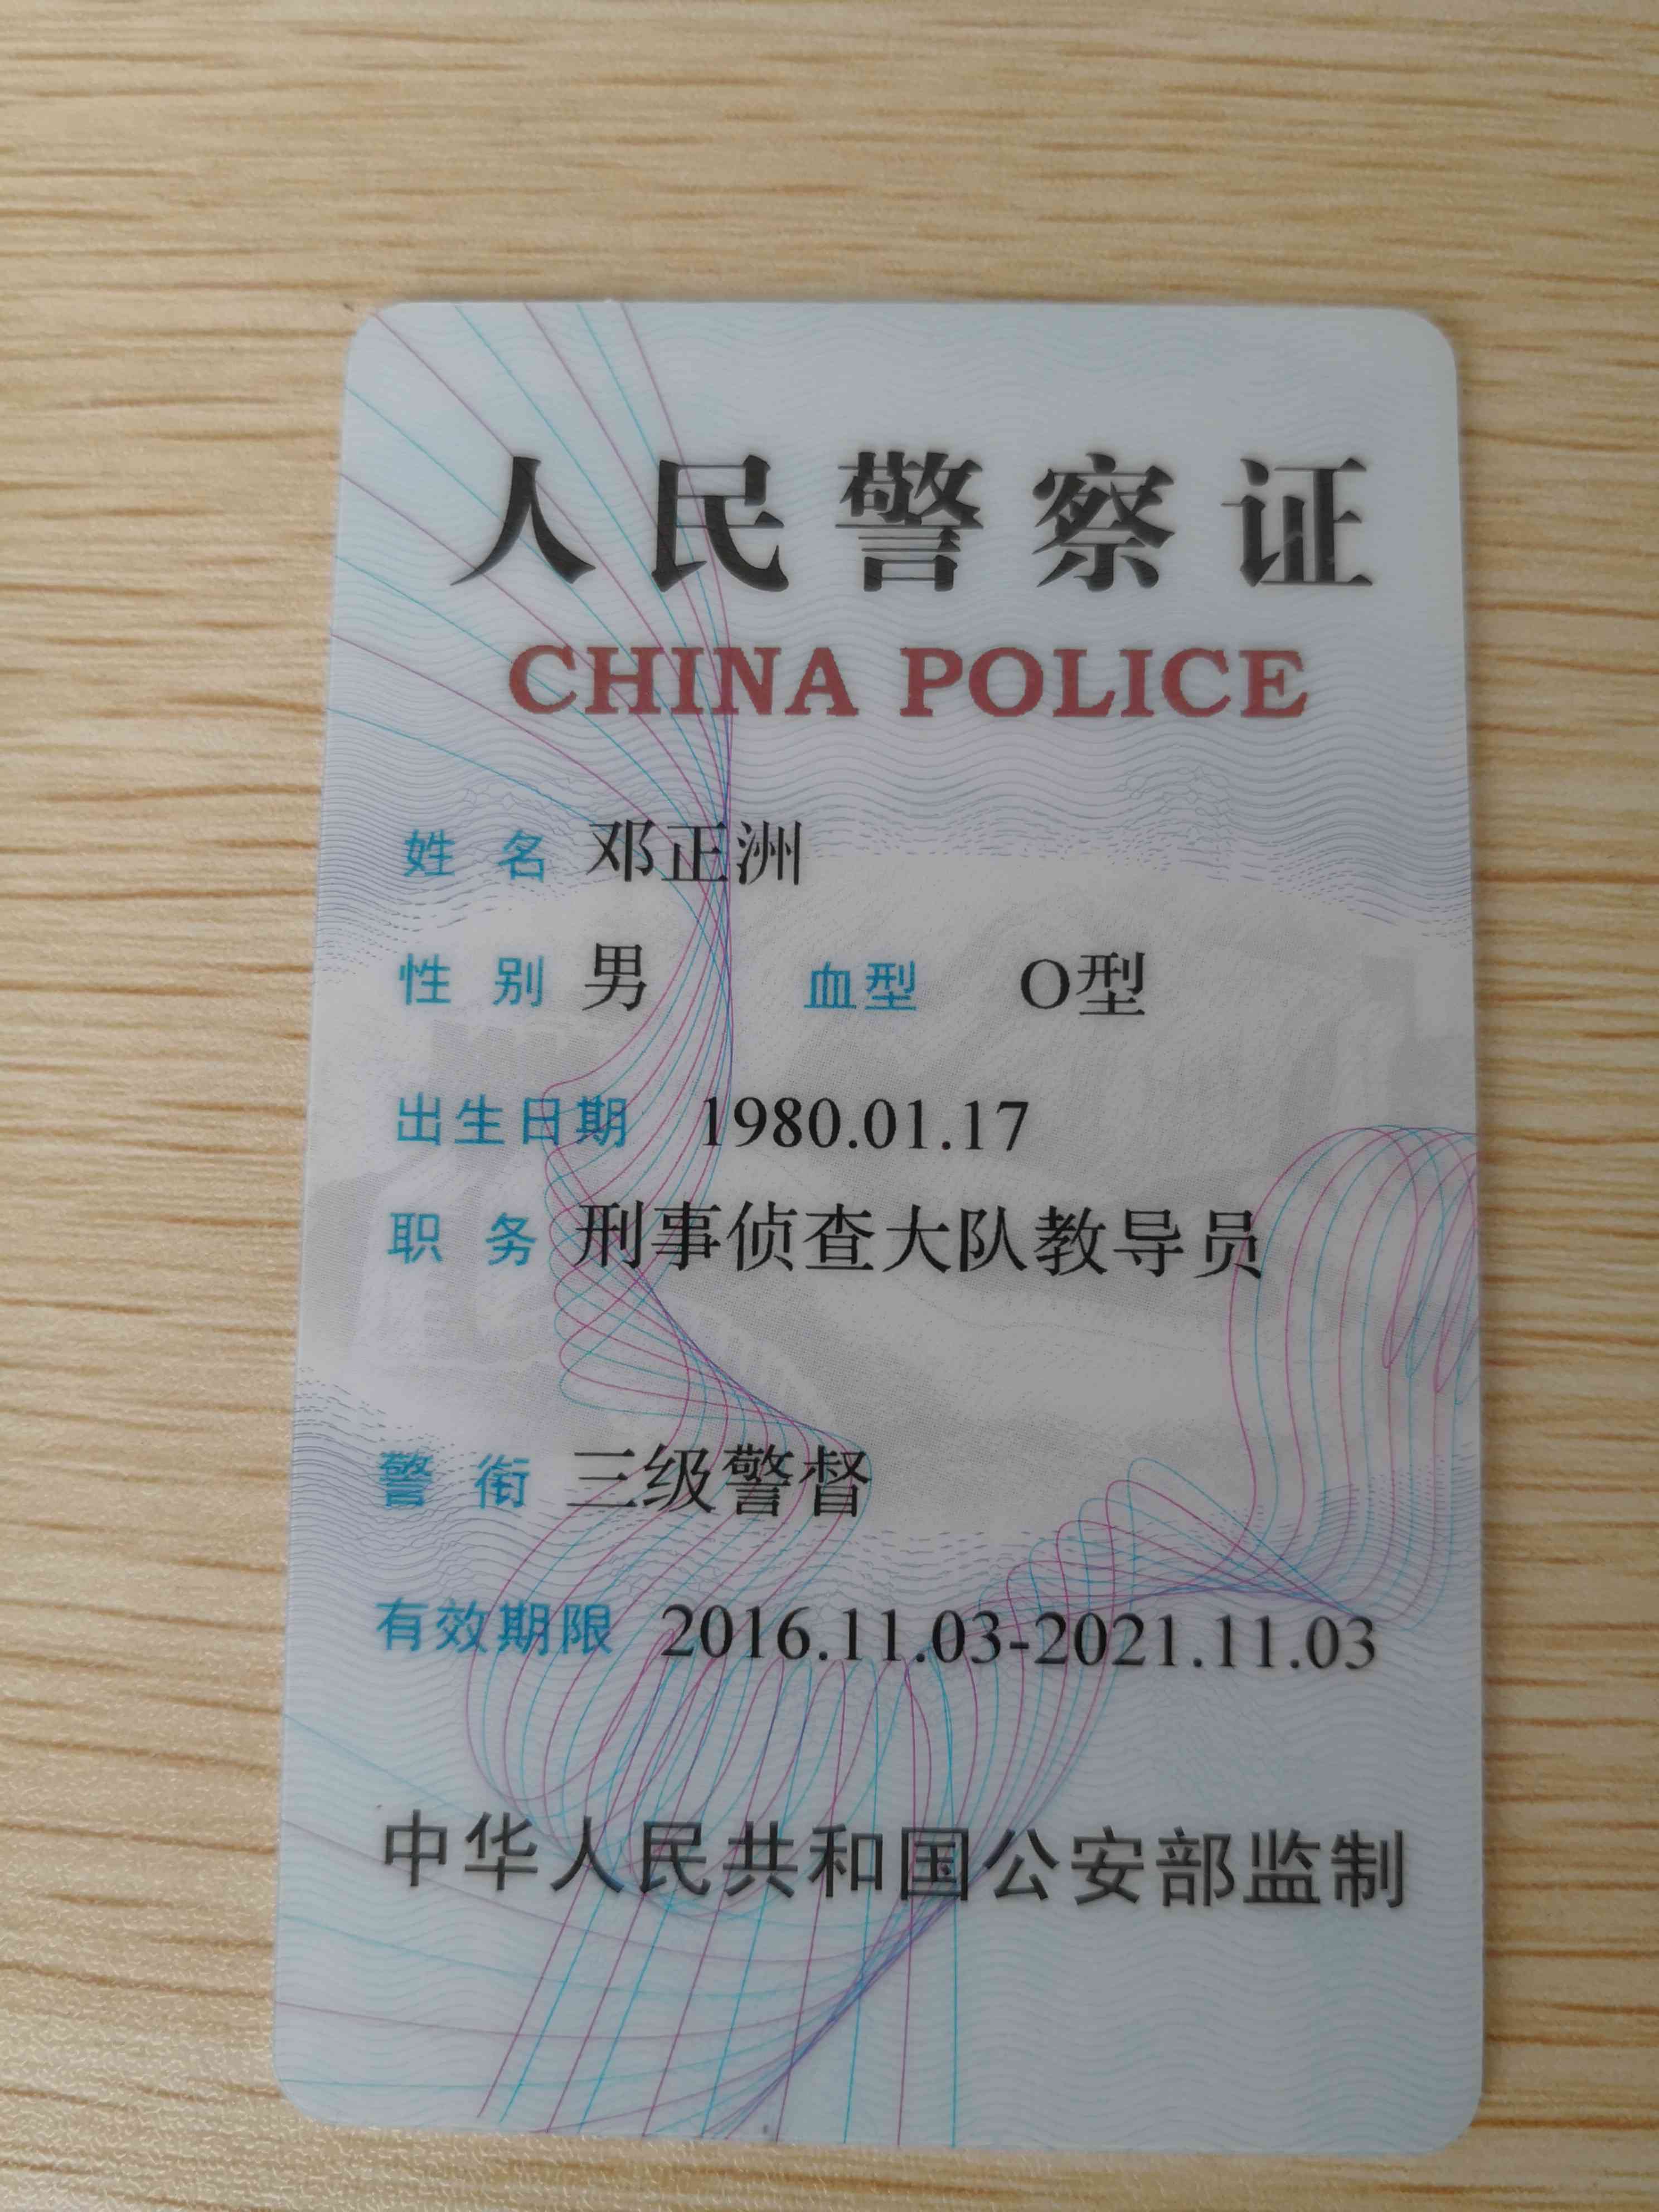 人民警察证
CHINA POLICE
姓名 邓正洲
性别 男 血型 O型
出生日期 1980.01.17
职务 刑事侦查大队教导员
警衔 三级警督
有效期限 2016.11.03-2021.11.03
中华人民共和国公安部监制